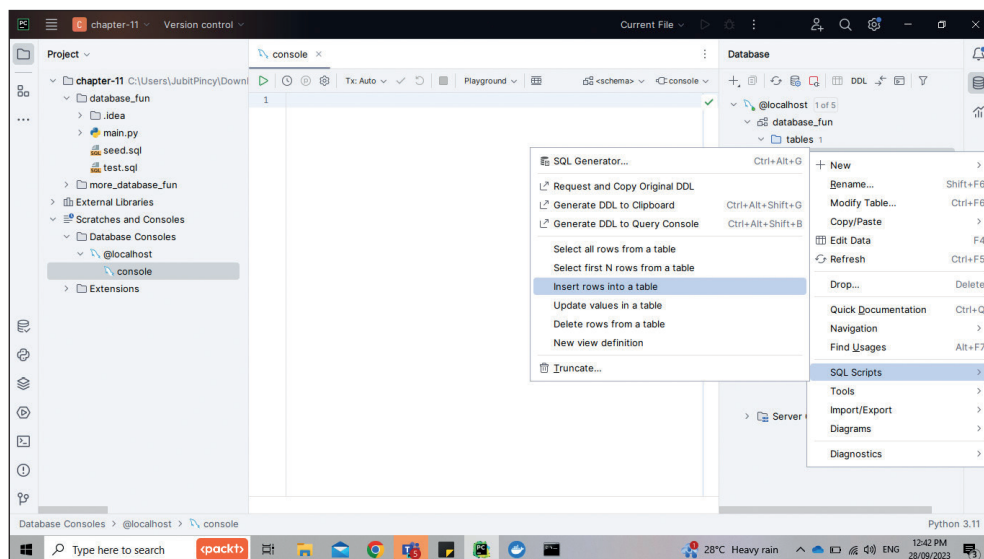 PC
C chapter-11 Version control Current File
Project
console
Database
chapter-11 C:\Users\JubitPincy\Downl
Tx: Auto Playground <schema> console
DDL
database_fun
.idea
main.py
seed.sql
test.sql
more_database_fun
External Libraries
Scratches and Consoles
Database Consoles
@localhost
console
Extensions
1
@localhost 1 of 5
database_fun
tables 1
Server
SQL Generator... Ctrl+Alt+G
Request and Copy Original DDL
Generate DDL to Clipboard Ctrl+Alt+Shift+G
Generate DDL to Query Console Ctrl+Alt+Shift+B
Select all rows from a table
Select first N rows from a table
Insert rows into a table
Update values in a table
Delete rows from a table
New view definition
Truncate...
New
Rename... Shift+F6
Modify Table... Ctrl+F6
Copy/Paste
Edit Data F4
Refresh Ctrl+F5
Drop... Delete
Quick Documentation Ctrl+Q
Navigation
Find Usages Alt+F7
SQL Scripts
Tools
Import/Export
Diagrams
Diagnostics
Database Consoles > @localhost > console Python 3.11
Type here to search <packt> 28°C Heavy rain ENG 12:42 PM
28/09/2023